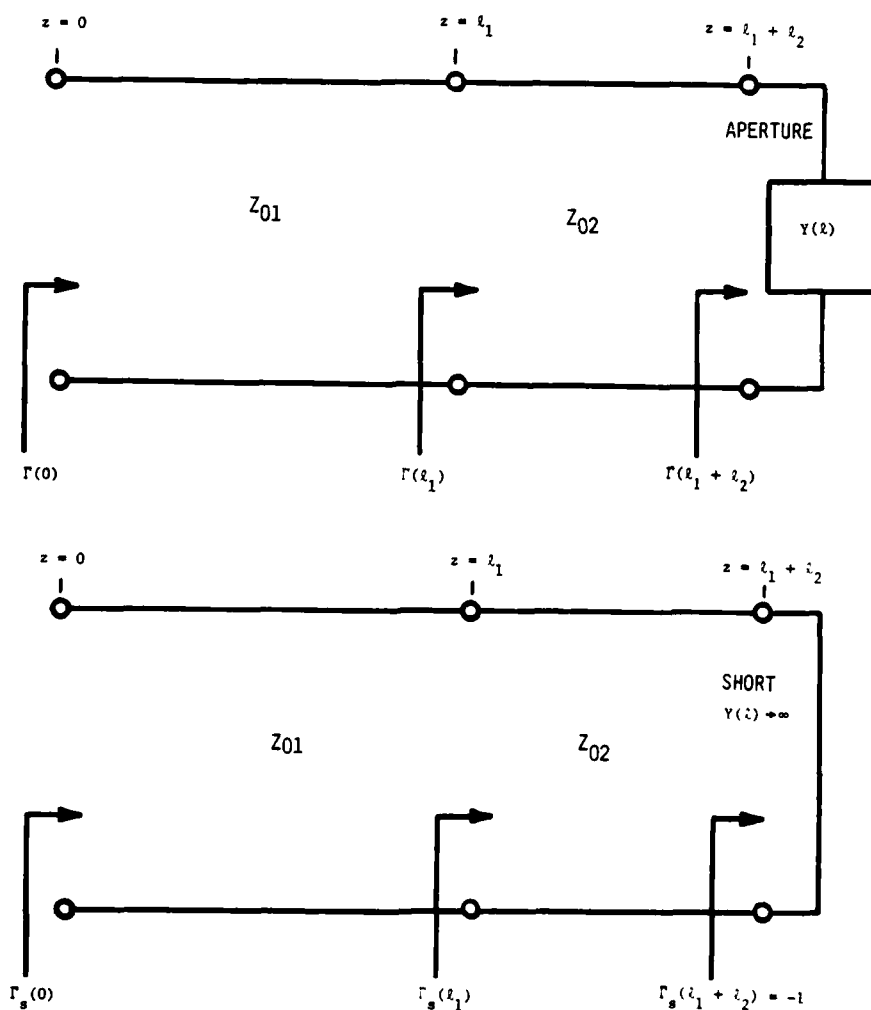 z = 0
z = ℓ₁
z = ℓ₁ + ℓ₂
APERTURE
Z₀₁
Z₀₂
Y(ℓ)
Γ(0)
Γ(ℓ₁)
Γ(ℓ₁ + ℓ₂)
z = 0
z = ℓ₁
z = ℓ₁ + ℓ₂
SHORT
Y(ℓ) → ∞
Z₀₁
Z₀₂
Γₛ(0)
Γₛ(ℓ₁)
Γₛ(ℓ₁ + ℓ₂) = -1